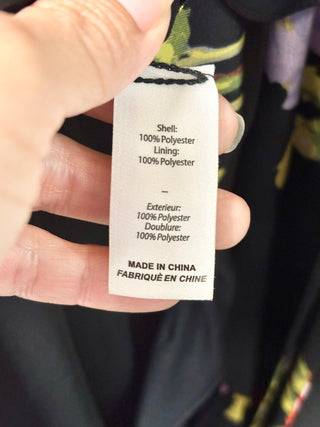 Shell:
100% Polyester
Lining:
100% Polyester
–
Exterieur:
100% Polyester
Doublure:
100% Polyester
MADE IN CHINA
FABRIQUÉ EN CHINE